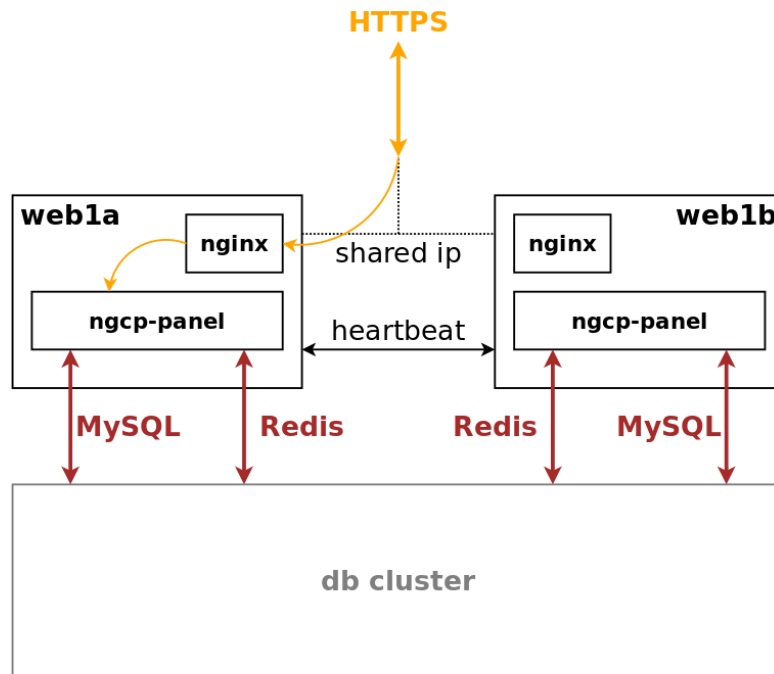 HTTPS
web1a
web1b
nginx
nginx
shared ip
ngcp-panel
heartbeat
ngcp-panel
MySQL
Redis
Redis
MySQL
db cluster